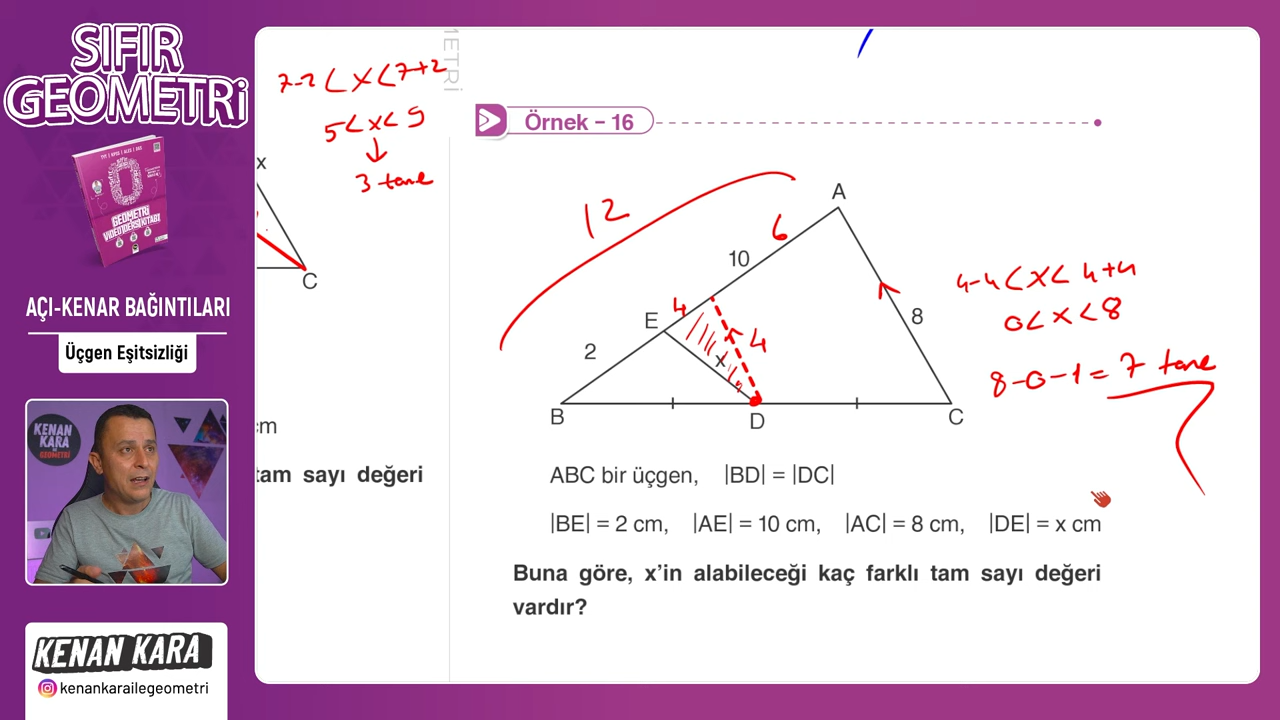 SIFIR
GEOMETRİ
GEOMETRİ
VİDEO DERS KİTABI
AÇI-KENAR BAĞINTILARI
Üçgen Eşitsizliği
KENAN
KARA
GEOMETRİ
KENAN KARA
kenankarailegeometri
7-2 < x < 7+2
5 < x < 9
↓
3 tane
x
C
cm
tam sayı değeri
METRİ
Örnek – 16
12
A
6
10
4
E
2
x
4
8
B
D
C
4-4 < x < 4+4
0 < x < 8
8-0-1 = 7 tane
ABC bir üçgen, |BD| = |DC|
|BE| = 2 cm, |AE| = 10 cm, |AC| = 8 cm, |DE| = x cm
Buna göre, x’in alabileceği kaç farklı tam sayı değeri
vardır?